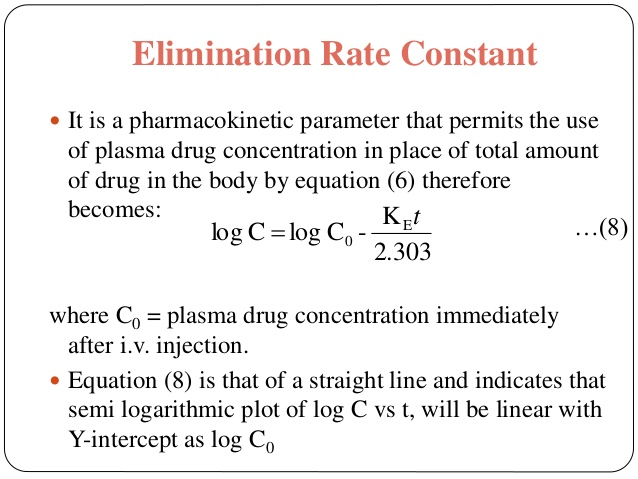 Elimination Rate Constant
• It is a pharmacokinetic parameter that permits the use
of plasma drug concentration in place of total amount
of drug in the body by equation (6) therefore
becomes:
log C = log C₀ - K_E t / 2.303 …(8)
where C₀ = plasma drug concentration immediately
after i.v. injection.
• Equation (8) is that of a straight line and indicates that
semi logarithmic plot of log C vs t, will be linear with
Y-intercept as log C₀